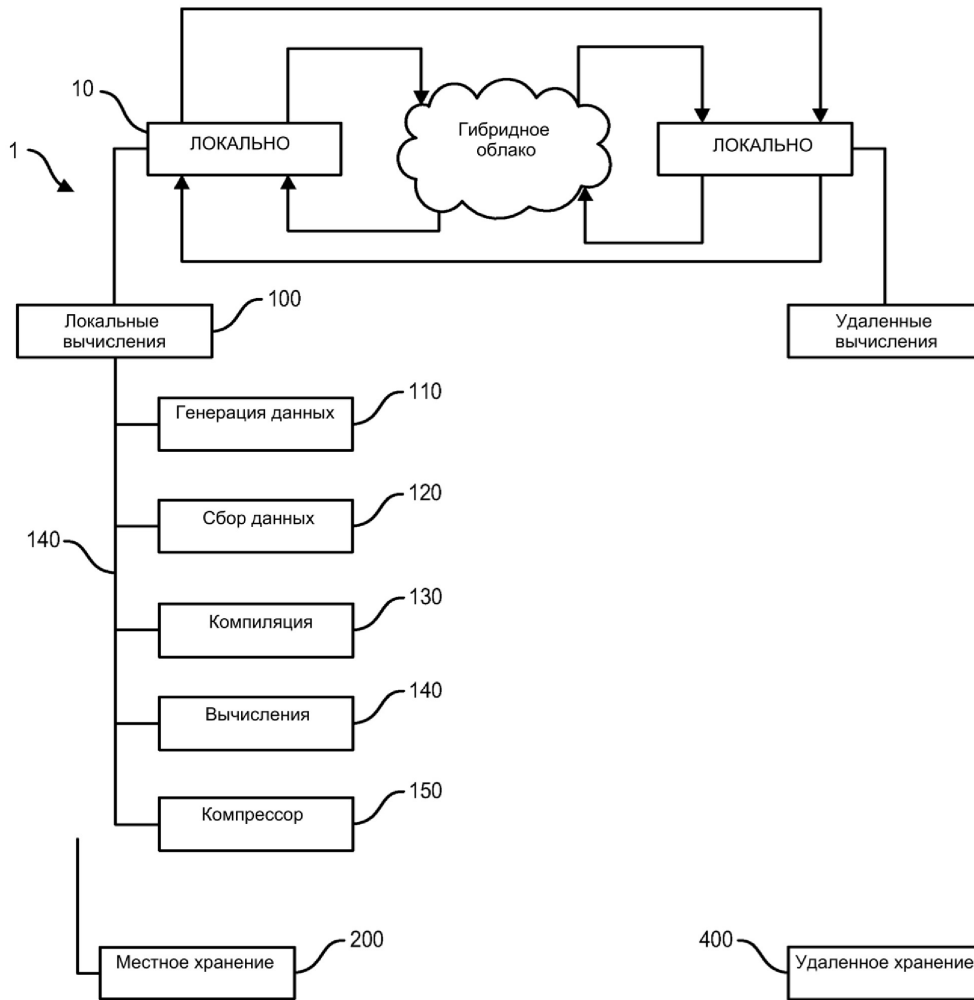 10
1
ЛОКАЛЬНО
Гибридное
облако
ЛОКАЛЬНО
Локальные
вычисления
100
Удаленные
вычисления
Генерация данных
110
Сбор данных
120
140
Компиляция
130
Вычисления
140
Компрессор
150
Местное хранение
200
400
Удаленное хранение